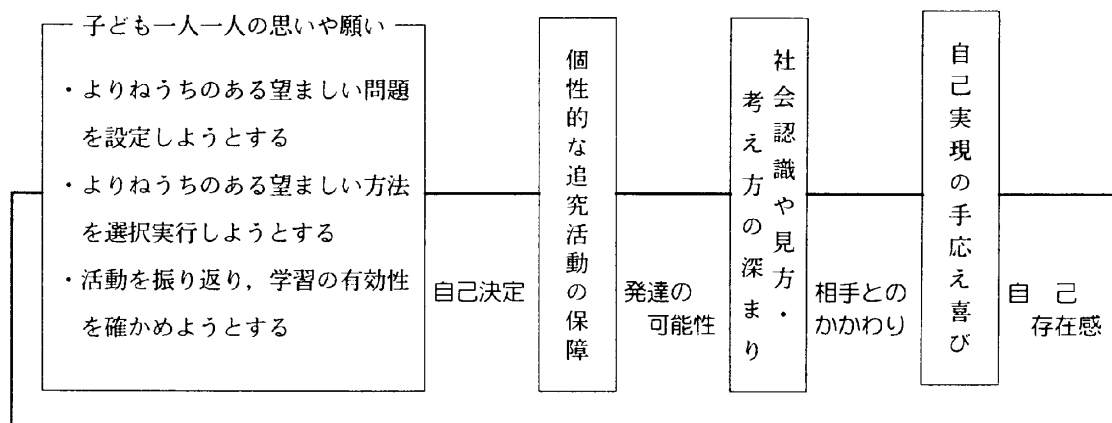 子ども一人一人の思いや願い
・よりねうちのある望ましい問題
を設定しようとする
・よりねうちのある望ましい方法
を選択実行しようとする
・活動を振り返り，学習の有効性
を確かめようとする
自己決定
個性的な追究活動の保障
発達の
可能性
社会認識や見方・
考え方の深まり
相手との
かかわり
自己実現の手応え喜び
自 己
存在感